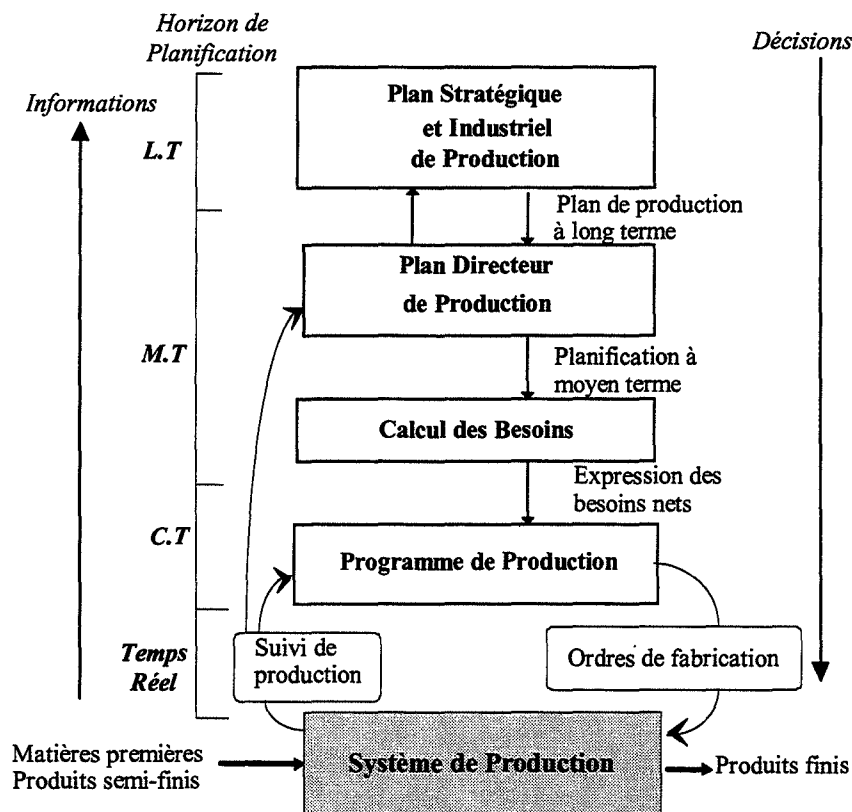 Horizon de
Planification
Décisions
Informations
Plan Stratégique
et Industriel
de Production
L.T
Plan de production
à long terme
Plan Directeur
de Production
M.T
Planification à
moyen terme
Calcul des Besoins
Expression des
besoins nets
C.T
Programme de Production
Temps
Réel
Suivi de
production
Ordres de fabrication
Matières premières
Produits semi-finis
Système de Production
Produits finis